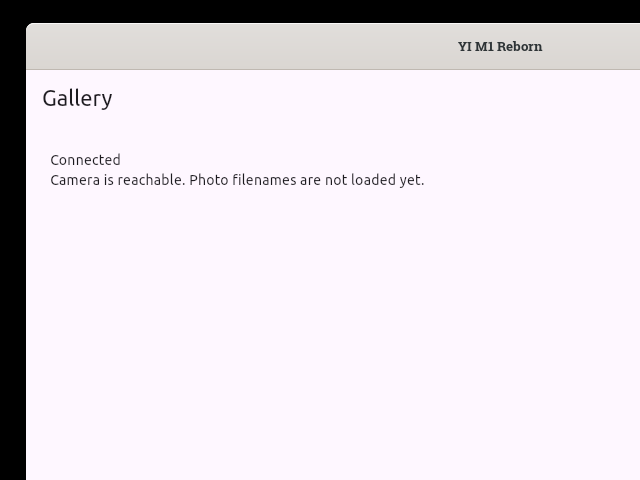 YI M1 Reborn
Gallery
Connected
Camera is reachable. Photo filenames are not loaded yet.